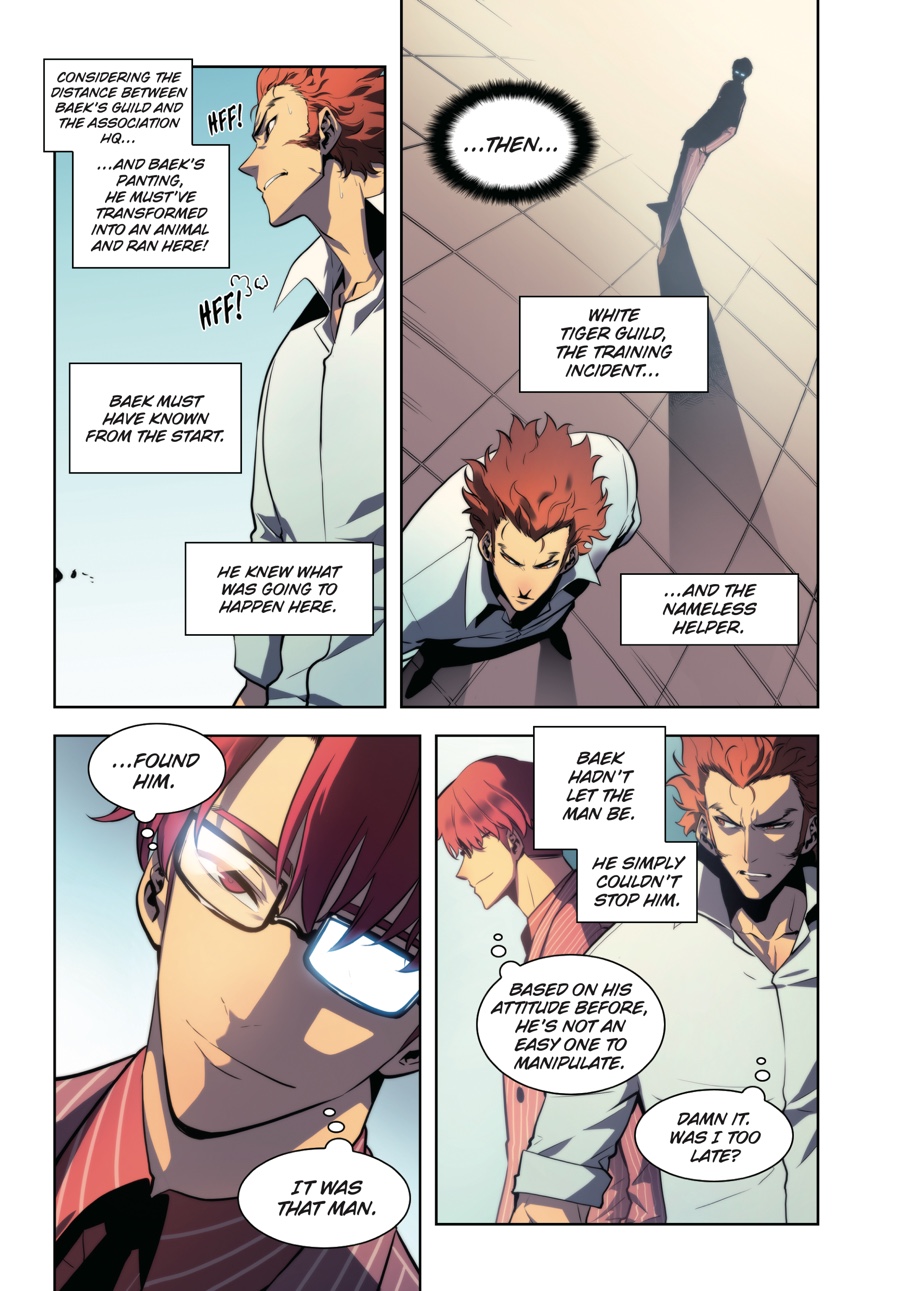 CONSIDERING THE
DISTANCE BETWEEN
BAEK'S GUILD AND
THE ASSOCIATION
HQ...
...AND BAEK'S
PANTING,
HE MUST'VE
TRANSFORMED
INTO AN ANIMAL
AND RAN HERE!
HFF!
HFF!
BAEK MUST
HAVE KNOWN
FROM THE START.
HE KNEW WHAT
WAS GOING TO
HAPPEN HERE.
...THEN...
WHITE
TIGER GUILD,
THE TRAINING
INCIDENT...
...AND THE
NAMELESS
HELPER.
...FOUND
HIM.
IT WAS
THAT MAN.
BAEK
HADN'T
LET THE
MAN BE.
HE SIMPLY
COULDN'T
STOP HIM.
BASED ON HIS
ATTITUDE BEFORE,
HE'S NOT AN
EASY ONE TO
MANIPULATE.
DAMN IT.
WAS I TOO
LATE?